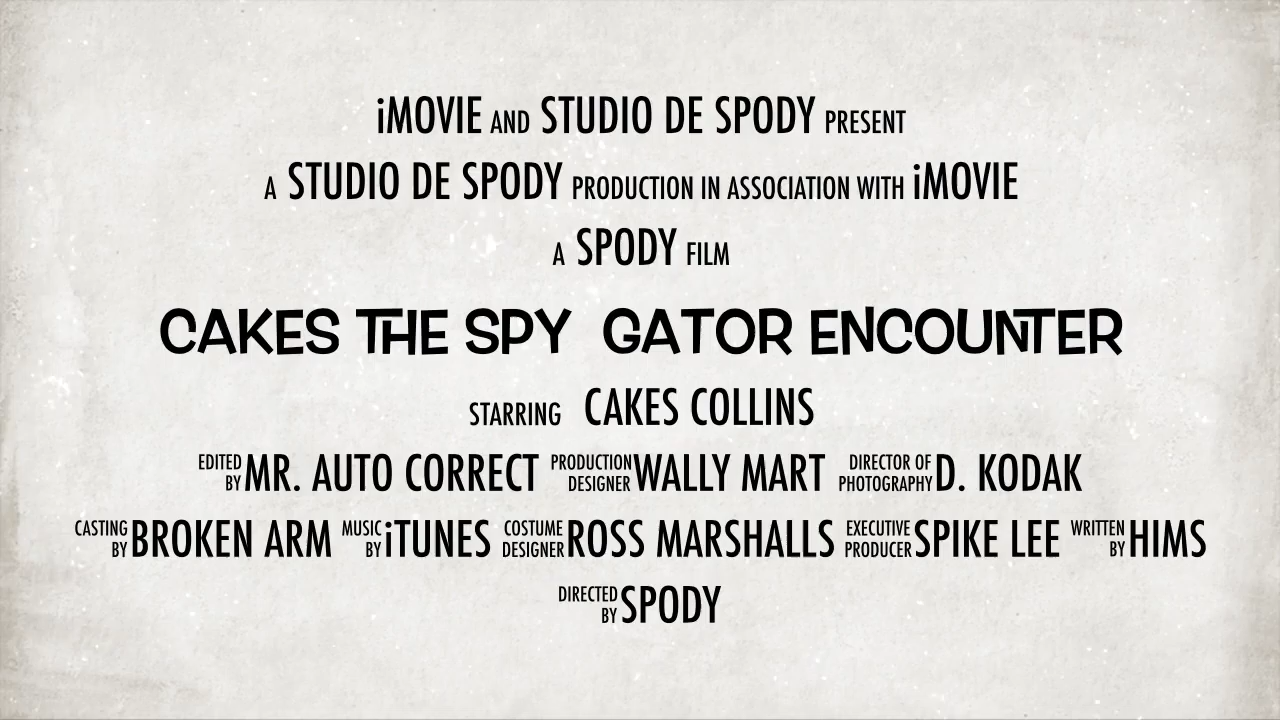 iMOVIE AND STUDIO DE SPODY PRESENT
A STUDIO DE SPODY PRODUCTION IN ASSOCIATION WITH iMOVIE
A SPODY FILM
CAKES THE SPY GATOR ENCOUNTER
STARRING CAKES COLLINS
EDITED BY MR. AUTO CORRECT PRODUCTION DESIGNER WALLY MART DIRECTOR OF PHOTOGRAPHY D. KODAK
CASTING BY BROKEN ARM MUSIC BY iTUNES COSTUME DESIGNER ROSS MARSHALLS EXECUTIVE PRODUCER SPIKE LEE WRITTEN BY HIMS
DIRECTED BY SPODY